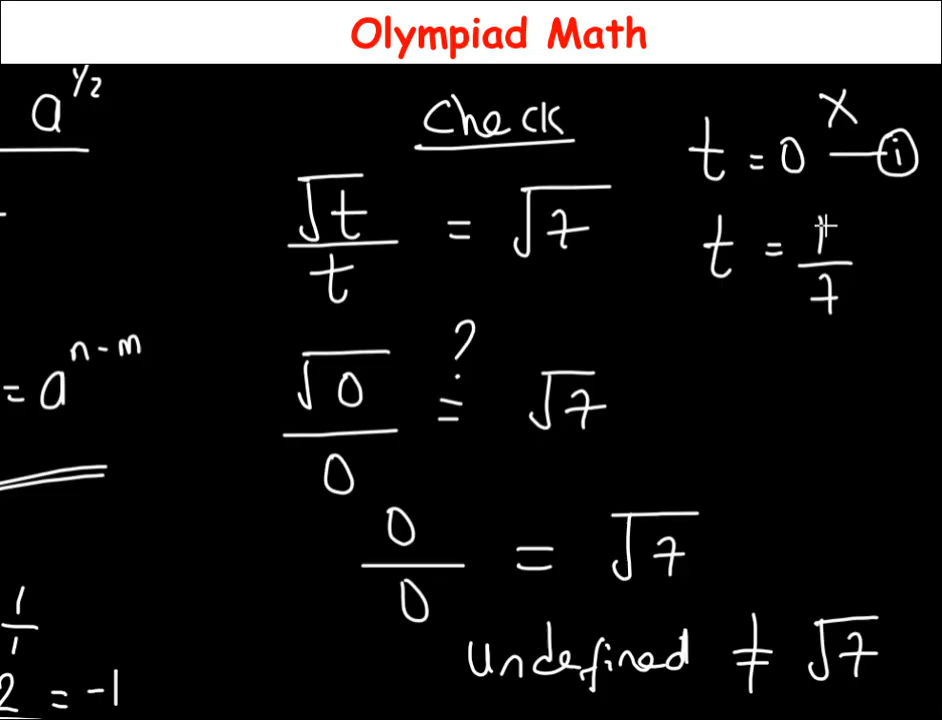 Olympiad Math
a^{1/2}
= a^{n-m}
1/1
2 = -1
Check
√t/t = √7
√0/0 ≟ √7
0/0 = √7
undefined ≠ √7
t = 0 X —ⓘ
t = 1/7